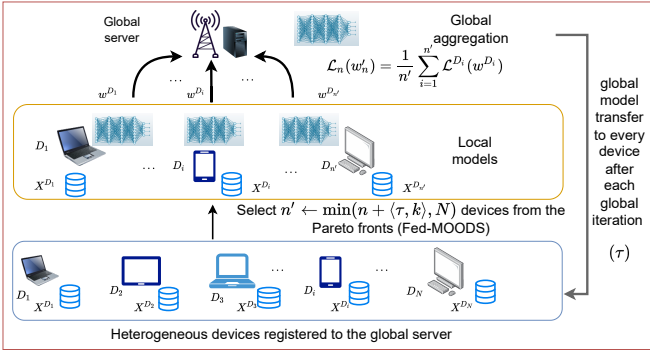 Global
server
Global
aggregation
$\mathcal{L}_n(w'_n) = \frac{1}{n'} \sum_{i=1}^{n'} \mathcal{L}^{D_i}(w^{D_i})$
... ...
$w^{D_1}$ $w^{D_i}$ $w^{D_{n'}}$
global
model
transfer
to every
device
after
each
global
iteration
$(\tau)$
Local
models
$D_1$ ... $D_i$ ... $D_{n'}$
$X^{D_1}$ $X^{D_i}$ $X^{D_{n'}}$
Select $n' \leftarrow \min(n + \langle\tau, k\rangle, N)$ devices from the
Pareto fronts (Fed-MOODS)
$D_1$ $D_2$ $D_3$ ... $D_i$ ... $D_N$
$X^{D_1}$ $X^{D_2}$ $X^{D_3}$ $X^{D_i}$ $X^{D_N}$
Heterogeneous devices registered to the global server